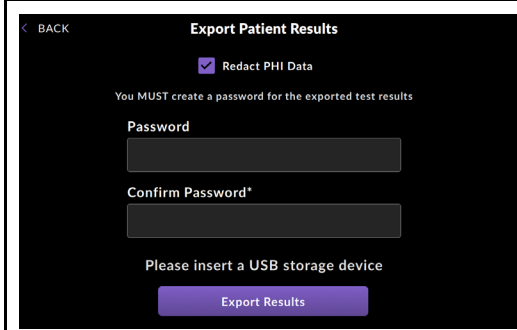 BACK
Export Patient Results
Redact PHI Data
You MUST create a password for the exported test results
Password
Confirm Password*
Please insert a USB storage device
Export Results